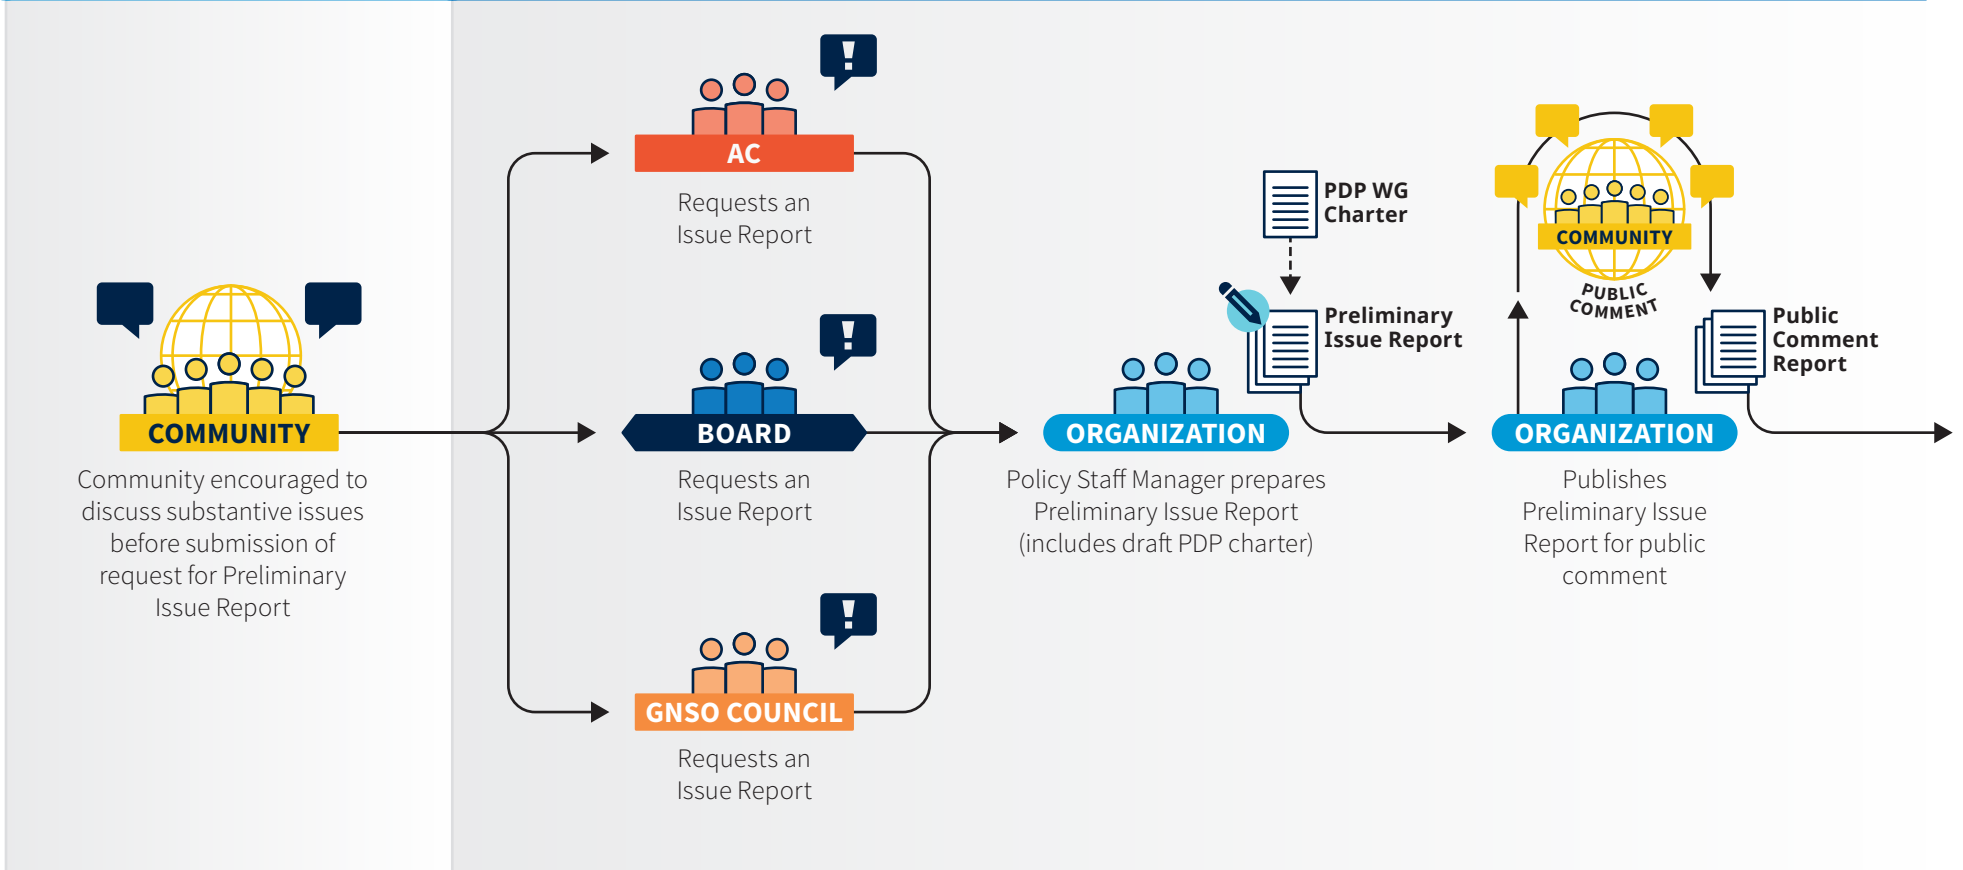 COMMUNITY
Community encouraged to
discuss substantive issues
before submission of
request for Preliminary
Issue Report
!
AC
Requests an
Issue Report
!
BOARD
Requests an
Issue Report
!
GNSO COUNCIL
Requests an
Issue Report
PDP WG
Charter
Preliminary
Issue Report
ORGANIZATION
Policy Staff Manager prepares
Preliminary Issue Report
(includes draft PDP charter)
COMMUNITY
PUBLIC
COMMENT
Public
Comment
Report
ORGANIZATION
Publishes
Preliminary Issue
Report for public
comment